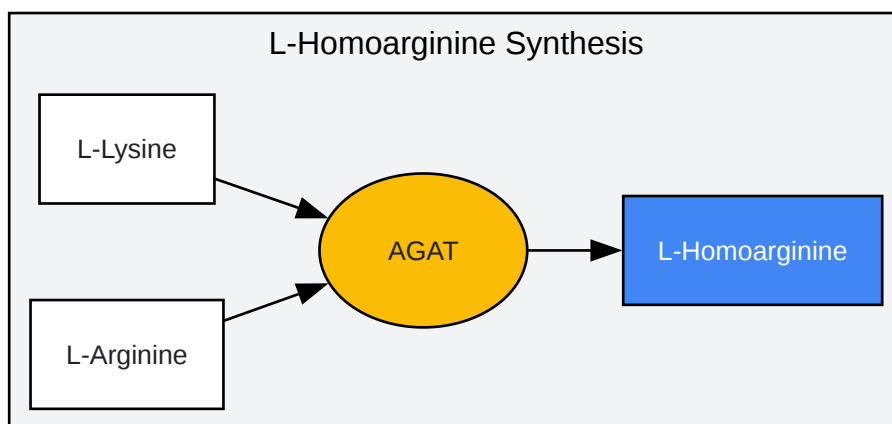 L-Homoarginine Synthesis
L-Lysine
AGAT
L-Homoarginine
L-Arginine